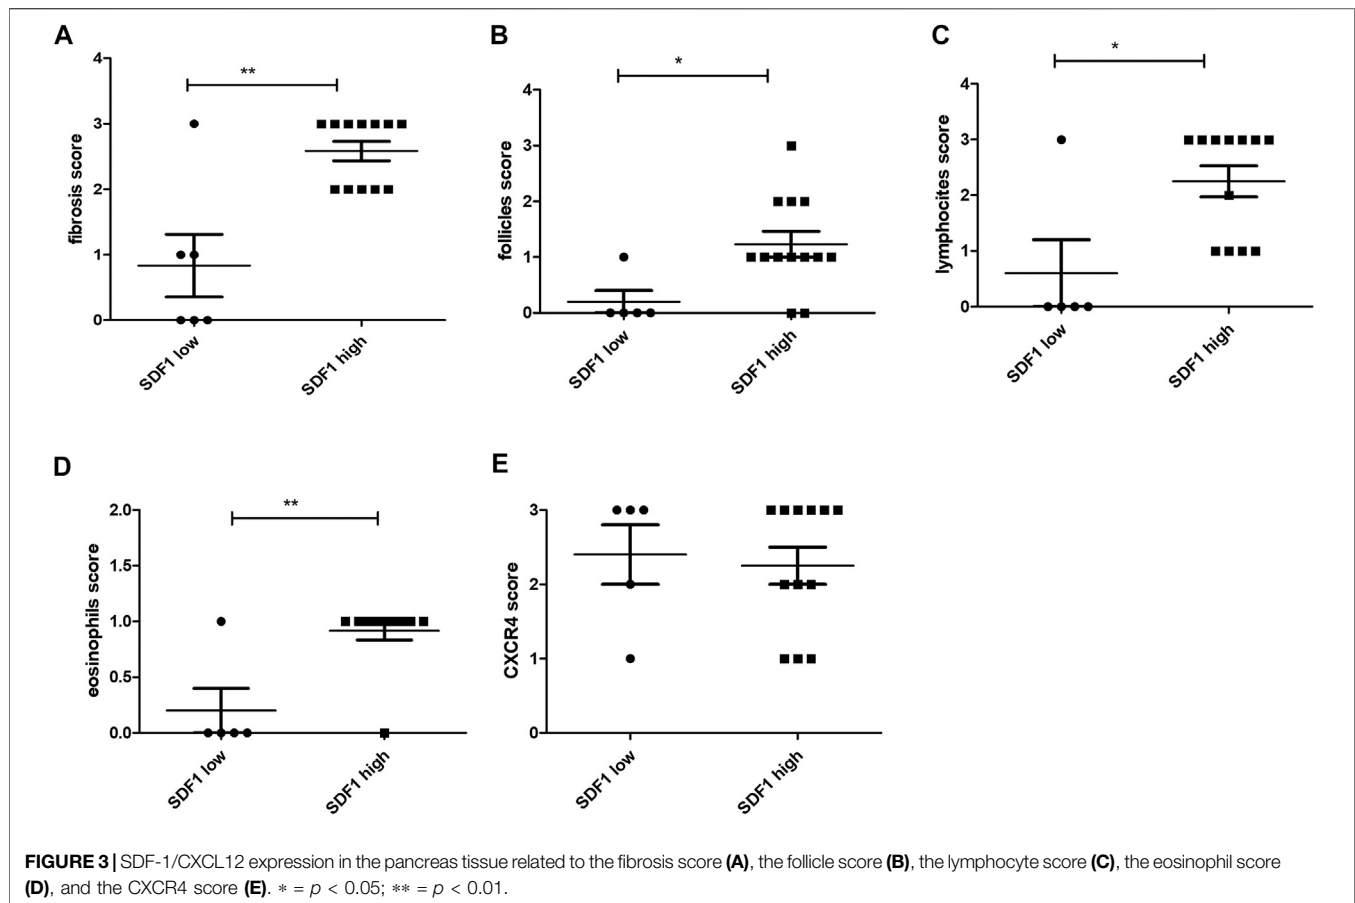 A
**
4
3
2
1
0
fibrosis score
SDF1 low
SDF1 high
B
*
4
3
2
1
0
follicles score
SDF1 low
SDF1 high
C
*
4
3
2
1
0
lymphocites score
SDF1 low
SDF1 high
D
**
2.0
1.5
1.0
0.5
0.0
eosinophils score
SDF1 low
SDF1 high
E
3
2
1
0
CXCR4 score
SDF1 low
SDF1 high
FIGURE 3 | SDF-1/CXCL12 expression in the pancreas tissue related to the fibrosis score (A), the follicle score (B), the lymphocyte score (C), the eosinophil score
(D), and the CXCR4 score (E). ∗ = p < 0.05; ∗∗ = p < 0.01.